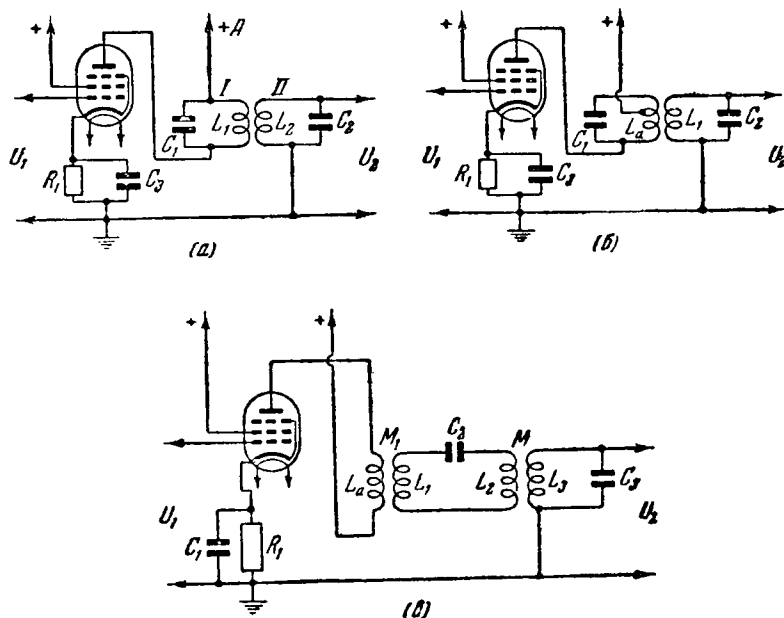 +
+A
I
II
C₁
L₁
L₂
C₂
U₁
U₂
R₁
C₃
(а)
+
+
C₁
Lₐ
L₁
C₂
U₁
U₂
R₁
C₃
(б)
+
+
M₁
C₂
M
Lₐ
L₁
L₂
L₃
C₃
U₁
U₂
C₁
R₁
(в)